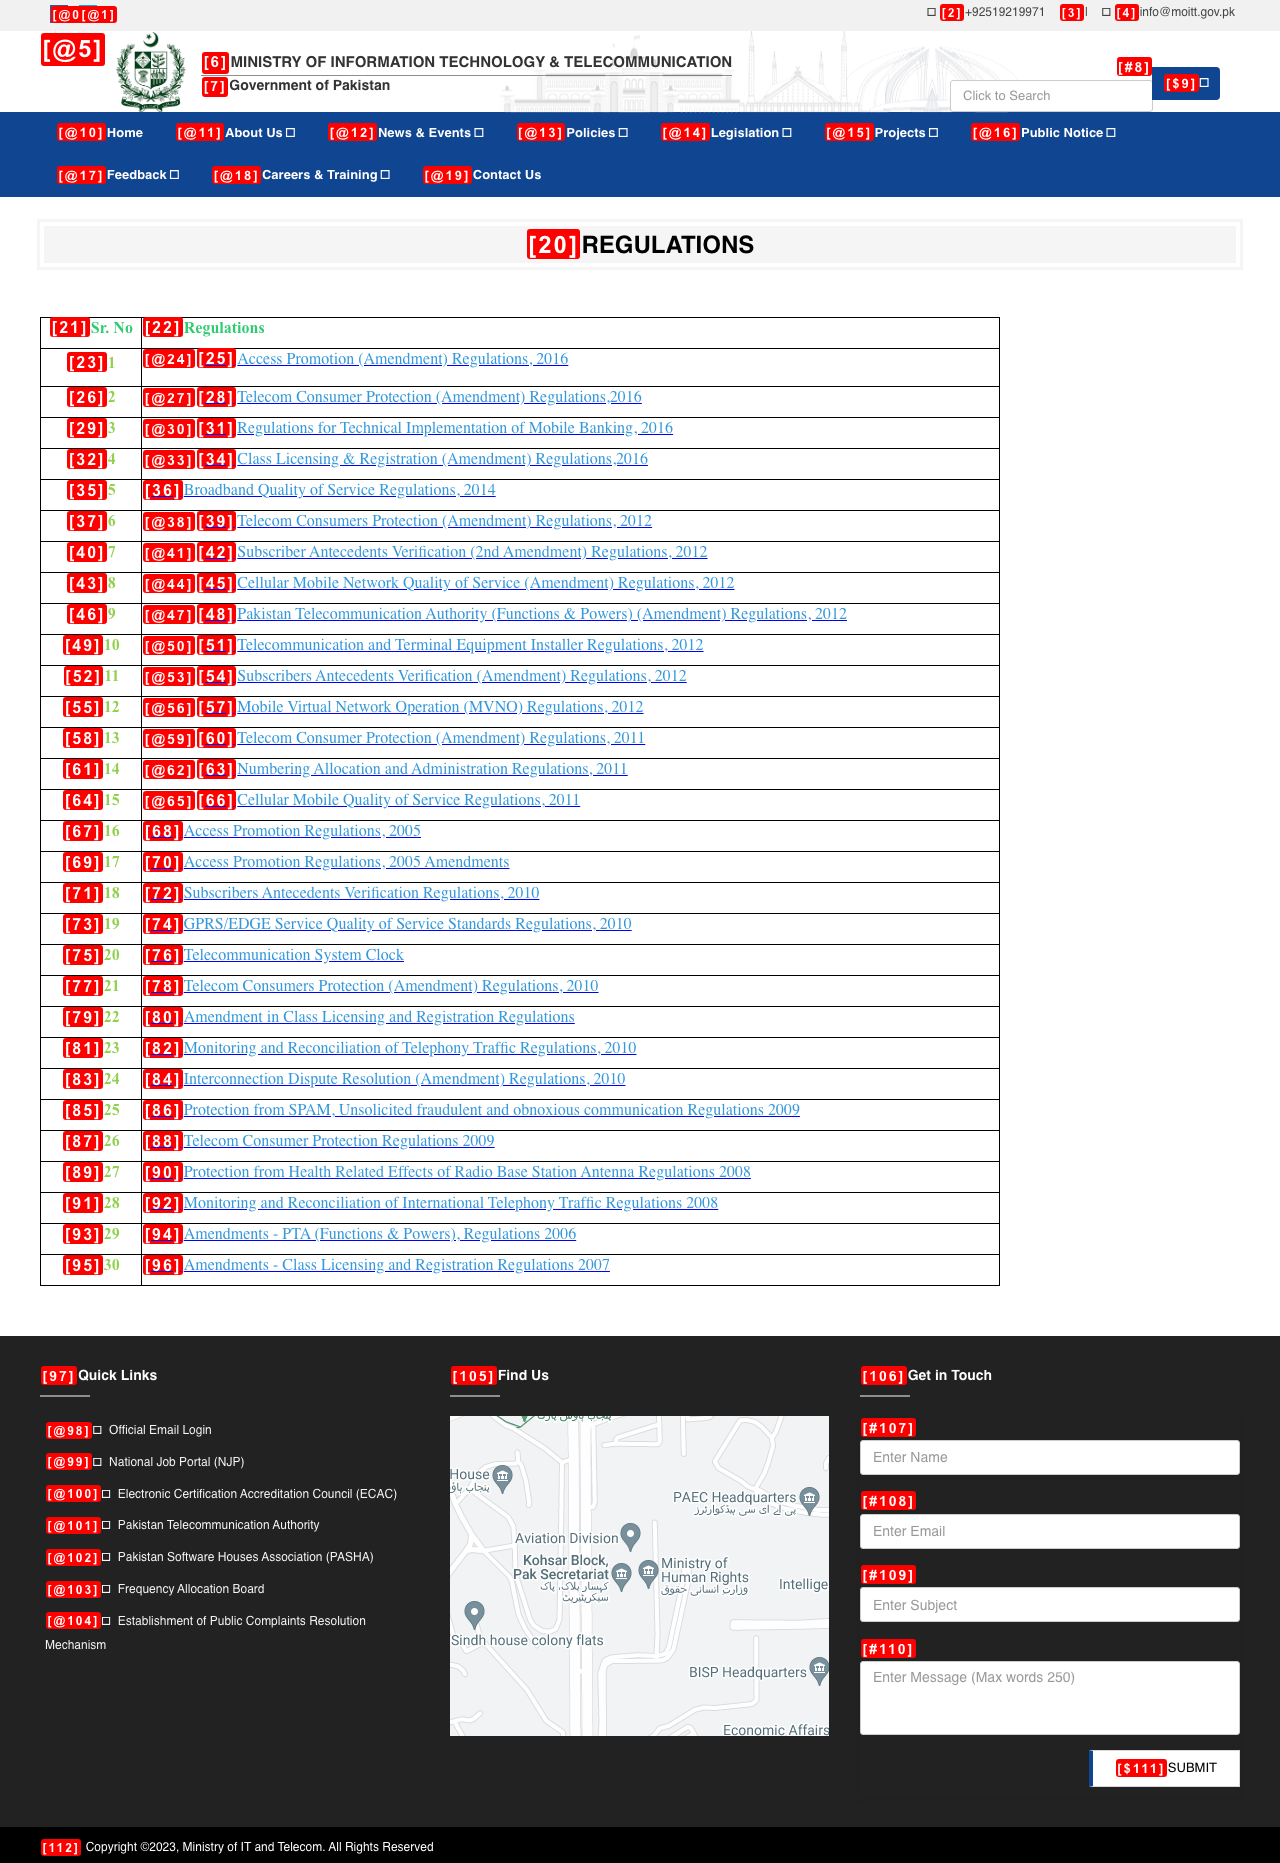 [@0[@1]
[2]+92519219971 [3]| [4]info@moitt.gov.pk
[@5]
[6]MINISTRY OF INFORMATION TECHNOLOGY & TELECOMMUNICATION
[7]Government of Pakistan
[#8]
Click to Search
[$9]
[@10]Home [@11]About Us [@12]News & Events [@13]Policies [@14]Legislation [@15]Projects [@16]Public Notice
[@17]Feedback [@18]Careers & Training [@19]Contact Us
[20]REGULATIONS
[21]Sr. No [22]Regulations
[23]1 [@24][25]Access Promotion (Amendment) Regulations, 2016
[26]2 [@27][28]Telecom Consumer Protection (Amendment) Regulations,2016
[29]3 [@30][31]Regulations for Technical Implementation of Mobile Banking, 2016
[32]4 [@33][34]Class Licensing & Registration (Amendment) Regulations,2016
[35]5 [36]Broadband Quality of Service Regulations, 2014
[37]6 [@38][39]Telecom Consumers Protection (Amendment) Regulations, 2012
[40]7 [@41][42]Subscriber Antecedents Verification (2nd Amendment) Regulations, 2012
[43]8 [@44][45]Cellular Mobile Network Quality of Service (Amendment) Regulations, 2012
[46]9 [@47][48]Pakistan Telecommunication Authority (Functions & Powers) (Amendment) Regulations, 2012
[49]10 [@50][51]Telecommunication and Terminal Equipment Installer Regulations, 2012
[52]11 [@53][54]Subscribers Antecedents Verification (Amendment) Regulations, 2012
[55]12 [@56][57]Mobile Virtual Network Operation (MVNO) Regulations, 2012
[58]13 [@59][60]Telecom Consumer Protection (Amendment) Regulations, 2011
[61]14 [@62][63]Numbering Allocation and Administration Regulations, 2011
[64]15 [@65][66]Cellular Mobile Quality of Service Regulations, 2011
[67]16 [68]Access Promotion Regulations, 2005
[69]17 [70]Access Promotion Regulations, 2005 Amendments
[71]18 [72]Subscribers Antecedents Verification Regulations, 2010
[73]19 [74]GPRS/EDGE Service Quality of Service Standards Regulations, 2010
[75]20 [76]Telecommunication System Clock
[77]21 [78]Telecom Consumers Protection (Amendment) Regulations, 2010
[79]22 [80]Amendment in Class Licensing and Registration Regulations
[81]23 [82]Monitoring and Reconciliation of Telephony Traffic Regulations, 2010
[83]24 [84]Interconnection Dispute Resolution (Amendment) Regulations, 2010
[85]25 [86]Protection from SPAM, Unsolicited fraudulent and obnoxious communication Regulations 2009
[87]26 [88]Telecom Consumer Protection Regulations 2009
[89]27 [90]Protection from Health Related Effects of Radio Base Station Antenna Regulations 2008
[91]28 [92]Monitoring and Reconciliation of International Telephony Traffic Regulations 2008
[93]29 [94]Amendments - PTA (Functions & Powers), Regulations 2006
[95]30 [96]Amendments - Class Licensing and Registration Regulations 2007
[97]Quick Links
[@98] Official Email Login
[@99] National Job Portal (NJP)
[@100] Electronic Certification Accreditation Council (ECAC)
[@101] Pakistan Telecommunication Authority
[@102] Pakistan Software Houses Association (PASHA)
[@103] Frequency Allocation Board
[@104] Establishment of Public Complaints Resolution
Mechanism
[105]Find Us
House
PAEC Headquarters
پی اے ای سی ہیڈکوارٹرز
Aviation Division
Kohsar Block,
Pak Secretariat
کہسار بلاک، پاک
سیکریٹیریٹ
Ministry of
Human Rights
وزارت انسانی حقوق
Intellige
Sindh house colony flats
BISP Headquarters
Economic Affairs
[106]Get in Touch
[#107]
Enter Name
[#108]
Enter Email
[#109]
Enter Subject
[#110]
Enter Message (Max words 250)
[$111]SUBMIT
[112] Copyright ©2023, Ministry of IT and Telecom. All Rights Reserved